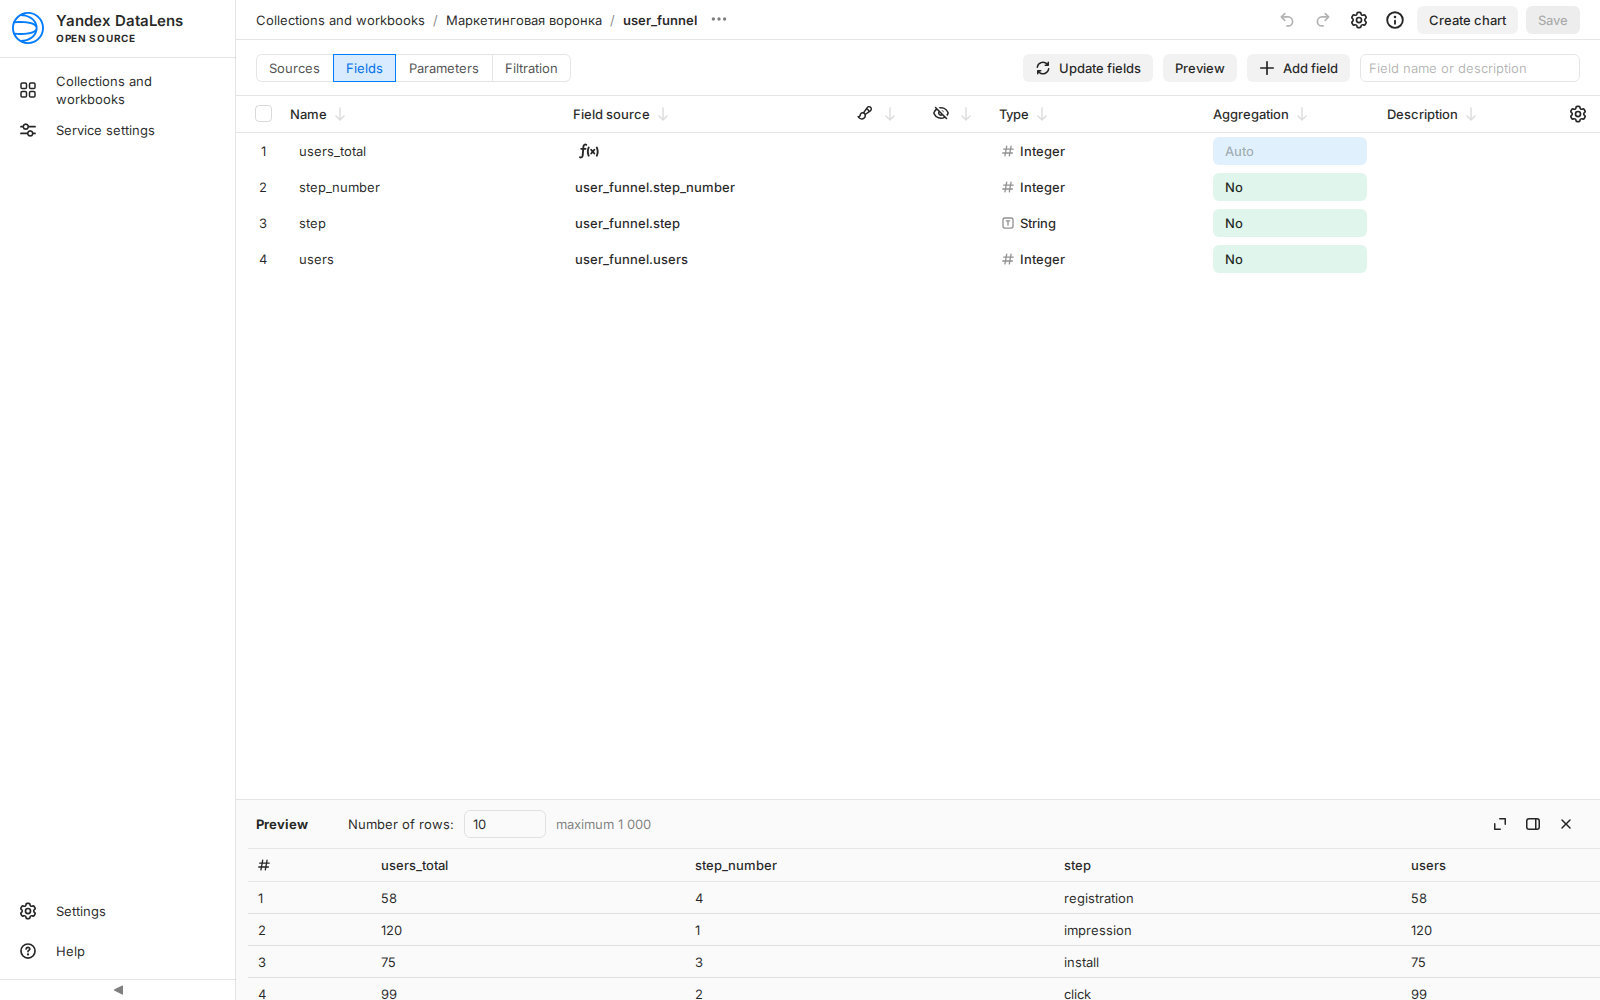 Yandex DataLens
OPEN SOURCE
Collections and workbooks
Service settings
Settings
Help
Collections and workbooks / Маркетинговая воронка / user_funnel
Create chart
Save
Sources
Fields
Parameters
Filtration
Update fields
Preview
Add field
Field name or description
Name
Field source
Type
Aggregation
Description
1 users_total f(x) # Integer Auto
2 step_number user_funnel.step_number # Integer No
3 step user_funnel.step T String No
4 users user_funnel.users # Integer No
Preview Number of rows: 10 maximum 1 000
# users_total step_number step users
1 58 4 registration 58
2 120 1 impression 120
3 75 3 install 75
4 99 2 click 99